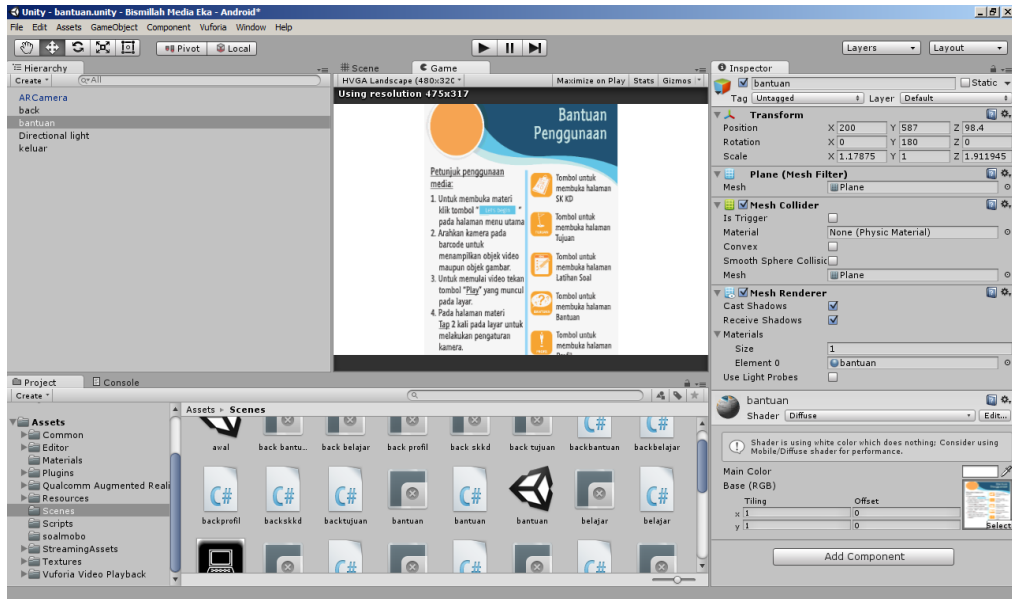 Unity - bantuan.unity - Bismillah Media Eka - Android*
File Edit Assets GameObject Component Vuforia Window Help
Pivot Local Layers Layout
Hierarchy
Create All
ARCamera
back
bantuan
Directional light
keluar
Scene Game
HVGA Landscape (480x320 Maximize on Play Stats Gizmos
Using resolution 475x317
Bantuan
Penggunaan
Petunjuk penggunaan
media:
1. Untuk membuka materi
klik tombol " "
pada halaman menu utama
2. Arahkan kamera pada
barcode untuk
menampilkan objek video
maupun objek gambar.
3. Untuk memulai video tekan
tombol "Play" yang muncul
pada layar.
4. Pada halaman materi
Tap 2 kali pada layar untuk
melakukan pengaturan
kamera.
Tombol untuk
membuka halaman
SK KD
Tombol untuk
membuka halaman
Tujuan
Tombol untuk
membuka halaman
Latihan Soal
Tombol untuk
membuka halaman
Bantuan
Tombol untuk
membuka halaman
Profil
Inspector
bantuan Static
Tag Untagged Layer Default
Transform
Position X 200 Y 587 Z 98.4
Rotation X 0 Y 180 Z 0
Scale X 1.17875 Y 1 Z 1.911945
Plane (Mesh Filter)
Mesh Plane
Mesh Collider
Is Trigger
Material None (Physic Material)
Convex
Smooth Sphere Collisic
Mesh Plane
Mesh Renderer
Cast Shadows
Receive Shadows
Materials
Size 1
Element 0 bantuan
Use Light Probes
bantuan
Shader Diffuse Edit...
Shader is using white color which does nothing; Consider using
Mobile/Diffuse shader for performance.
Main Color
Base (RGB)
Tiling Offset
x 1 0
y 1 0
Select
Add Component
Project Console
Create
Assets
Common
Editor
Materials
Plugins
Qualcomm Augmented Reali
Resources
Scenes
Scripts
soalmobo
StreamingAssets
Textures
Vuforia Video Playback
Assets Scenes
C# C#
awal back bantu... back belajar back profil back skkd back tujuan backbantuan backbelajar
C# C# C# C# C#
backprofil backskkd backtujuan bantuan bantuan bantuan belajar belajar
C# C# C#